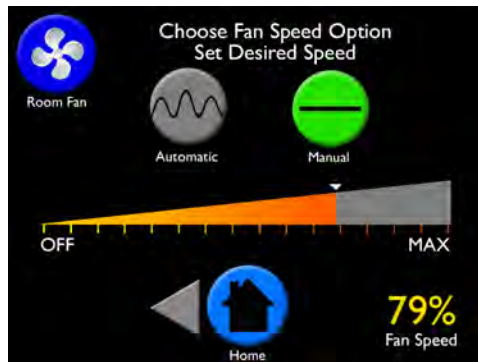 Choose Fan Speed Option
Set Desired Speed
Room Fan
Automatic
Manual
OFF
MAX
79%
Fan Speed
Home